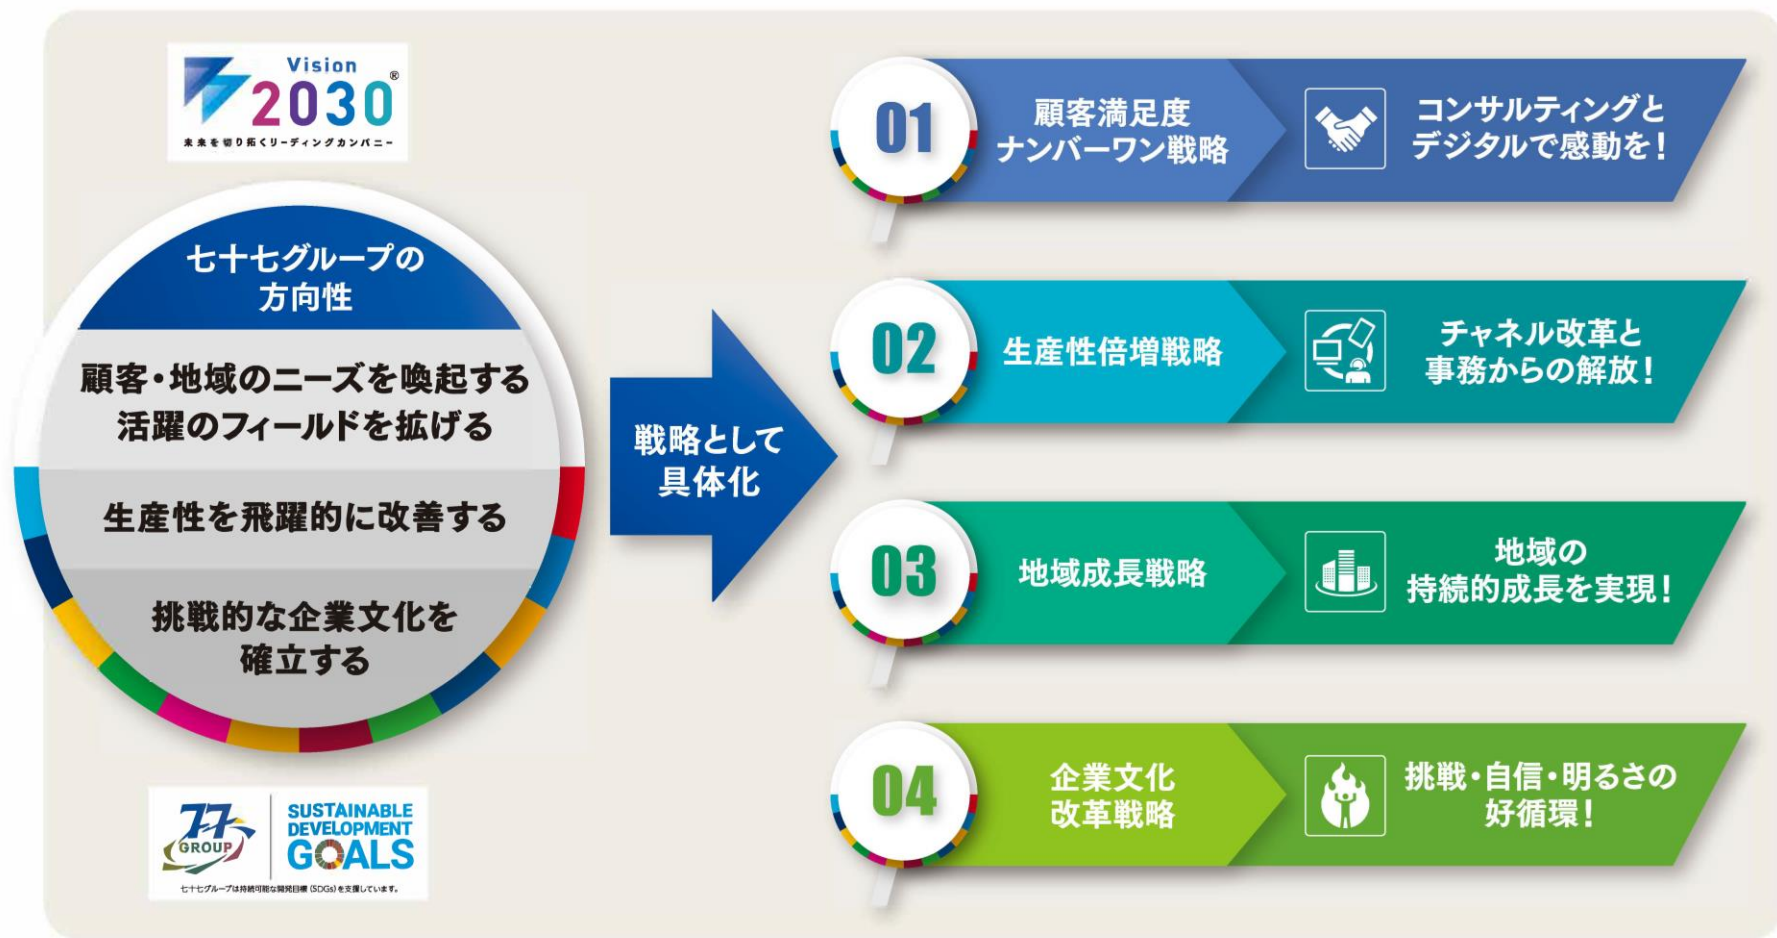 Vision
2030®
未来を切り拓くリーディングカンパニー
七十七グループの
方向性
顧客・地域のニーズを喚起する
活躍のフィールドを拡げる
生産性を飛躍的に改善する
挑戦的な企業文化を
確立する
77
GROUP
SUSTAINABLE
DEVELOPMENT
GOALS
七十七グループは持続可能な開発目標(SDGs)を支援しています。
戦略として
具体化
01
顧客満足度
ナンバーワン戦略
コンサルティングと
デジタルで感動を!
02
生産性倍増戦略
チャネル改革と
事務からの解放!
03
地域成長戦略
地域の
持続的成長を実現!
04
企業文化
改革戦略
挑戦・自信・明るさの
好循環!